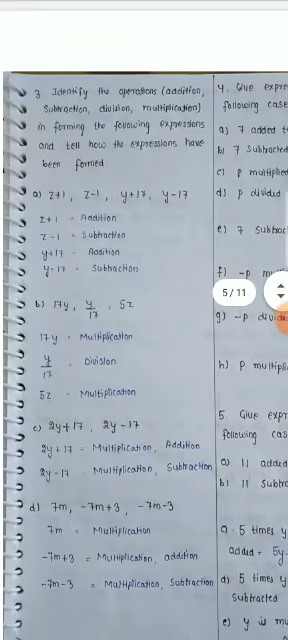 3. Identify the operations (addition,
Subtraction, division, multiplication)
in forming the following expressions
and tell how the expressions have
been formed.
a) z+1, z-1, y+17, y-17
z+1 = Addition
z-1 = Subtraction
y+17 = Addition
y-17 = Subtraction
b) 17y, y/17, 5z
17y = Multiplication
y/17 = Division
5z = Multiplication
c) 2y+17, 2y-17
2y+17 = Multiplication, Addition
2y-17 = Multiplication, Subtraction
d) 7m, -7m+3, -7m-3
7m = Multiplication
-7m+3 = Multiplication, addition
-7m-3 = Multiplication, Subtraction
4. Give expre
following case
a) 7 added t
b) 7 Subtracted
c) p multiplied
d) p divided
e) 7 Subtrac
f) -p mu
5/11
g) -p divid
h) p multipl
5. Give expr
following cas
a) 11 added
b) 11 Subtr
c) 5 times y
added = 5y
d) 5 times y
Subtracted
e) y is mu